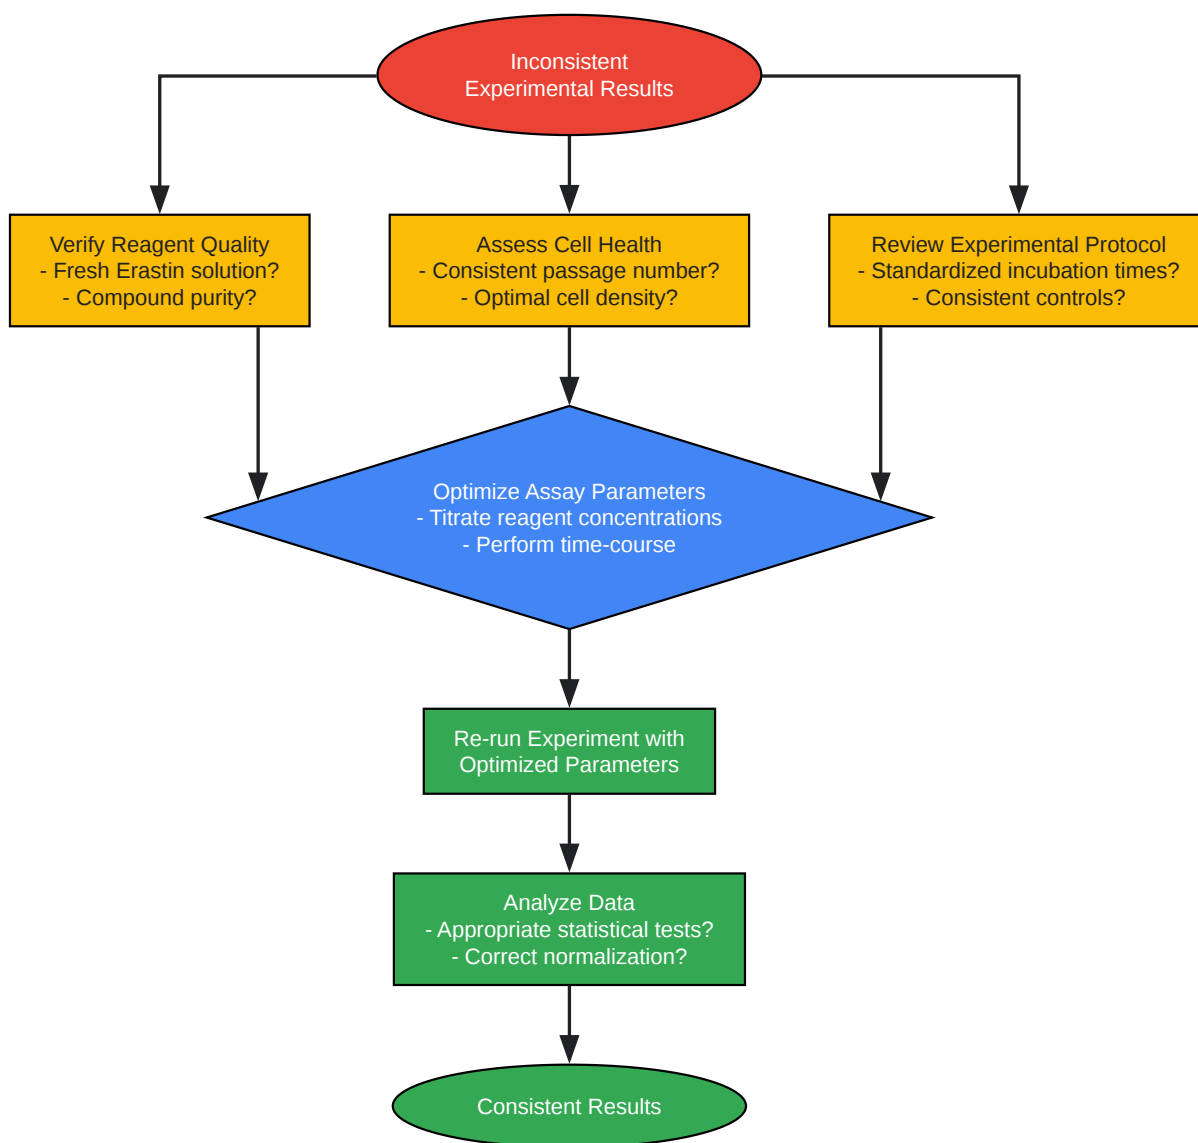 Inconsistent
Experimental Results
Verify Reagent Quality
- Fresh Erastin solution?
- Compound purity?
Assess Cell Health
- Consistent passage number?
- Optimal cell density?
Review Experimental Protocol
- Standardized incubation times?
- Consistent controls?
Optimize Assay Parameters
- Titrate reagent concentrations
- Perform time-course
Re-run Experiment with
Optimized Parameters
Analyze Data
- Appropriate statistical tests?
- Correct normalization?
Consistent Results